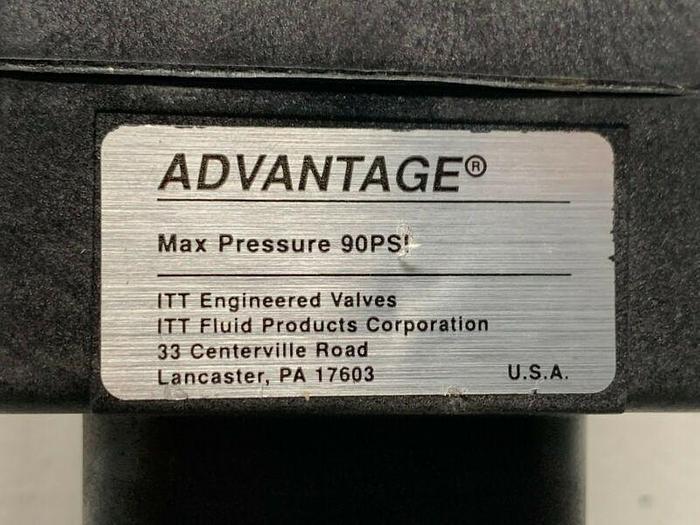 ADVANTAGE®
Max Pressure 90PSI
ITT Engineered Valves
ITT Fluid Products Corporation
33 Centerville Road
Lancaster, PA 17603
U.S.A.